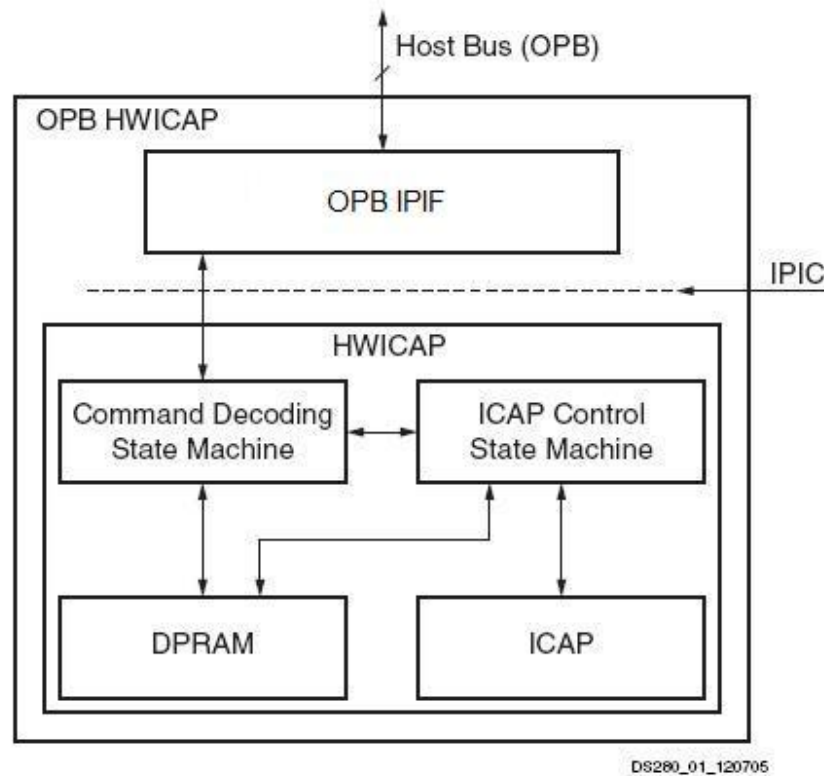 Host Bus (OPB)
OPB HWICAP
OPB IPIF
IPIC
HWICAP
Command Decoding
State Machine
ICAP Control
State Machine
DPRAM
ICAP
DS280_01_120705